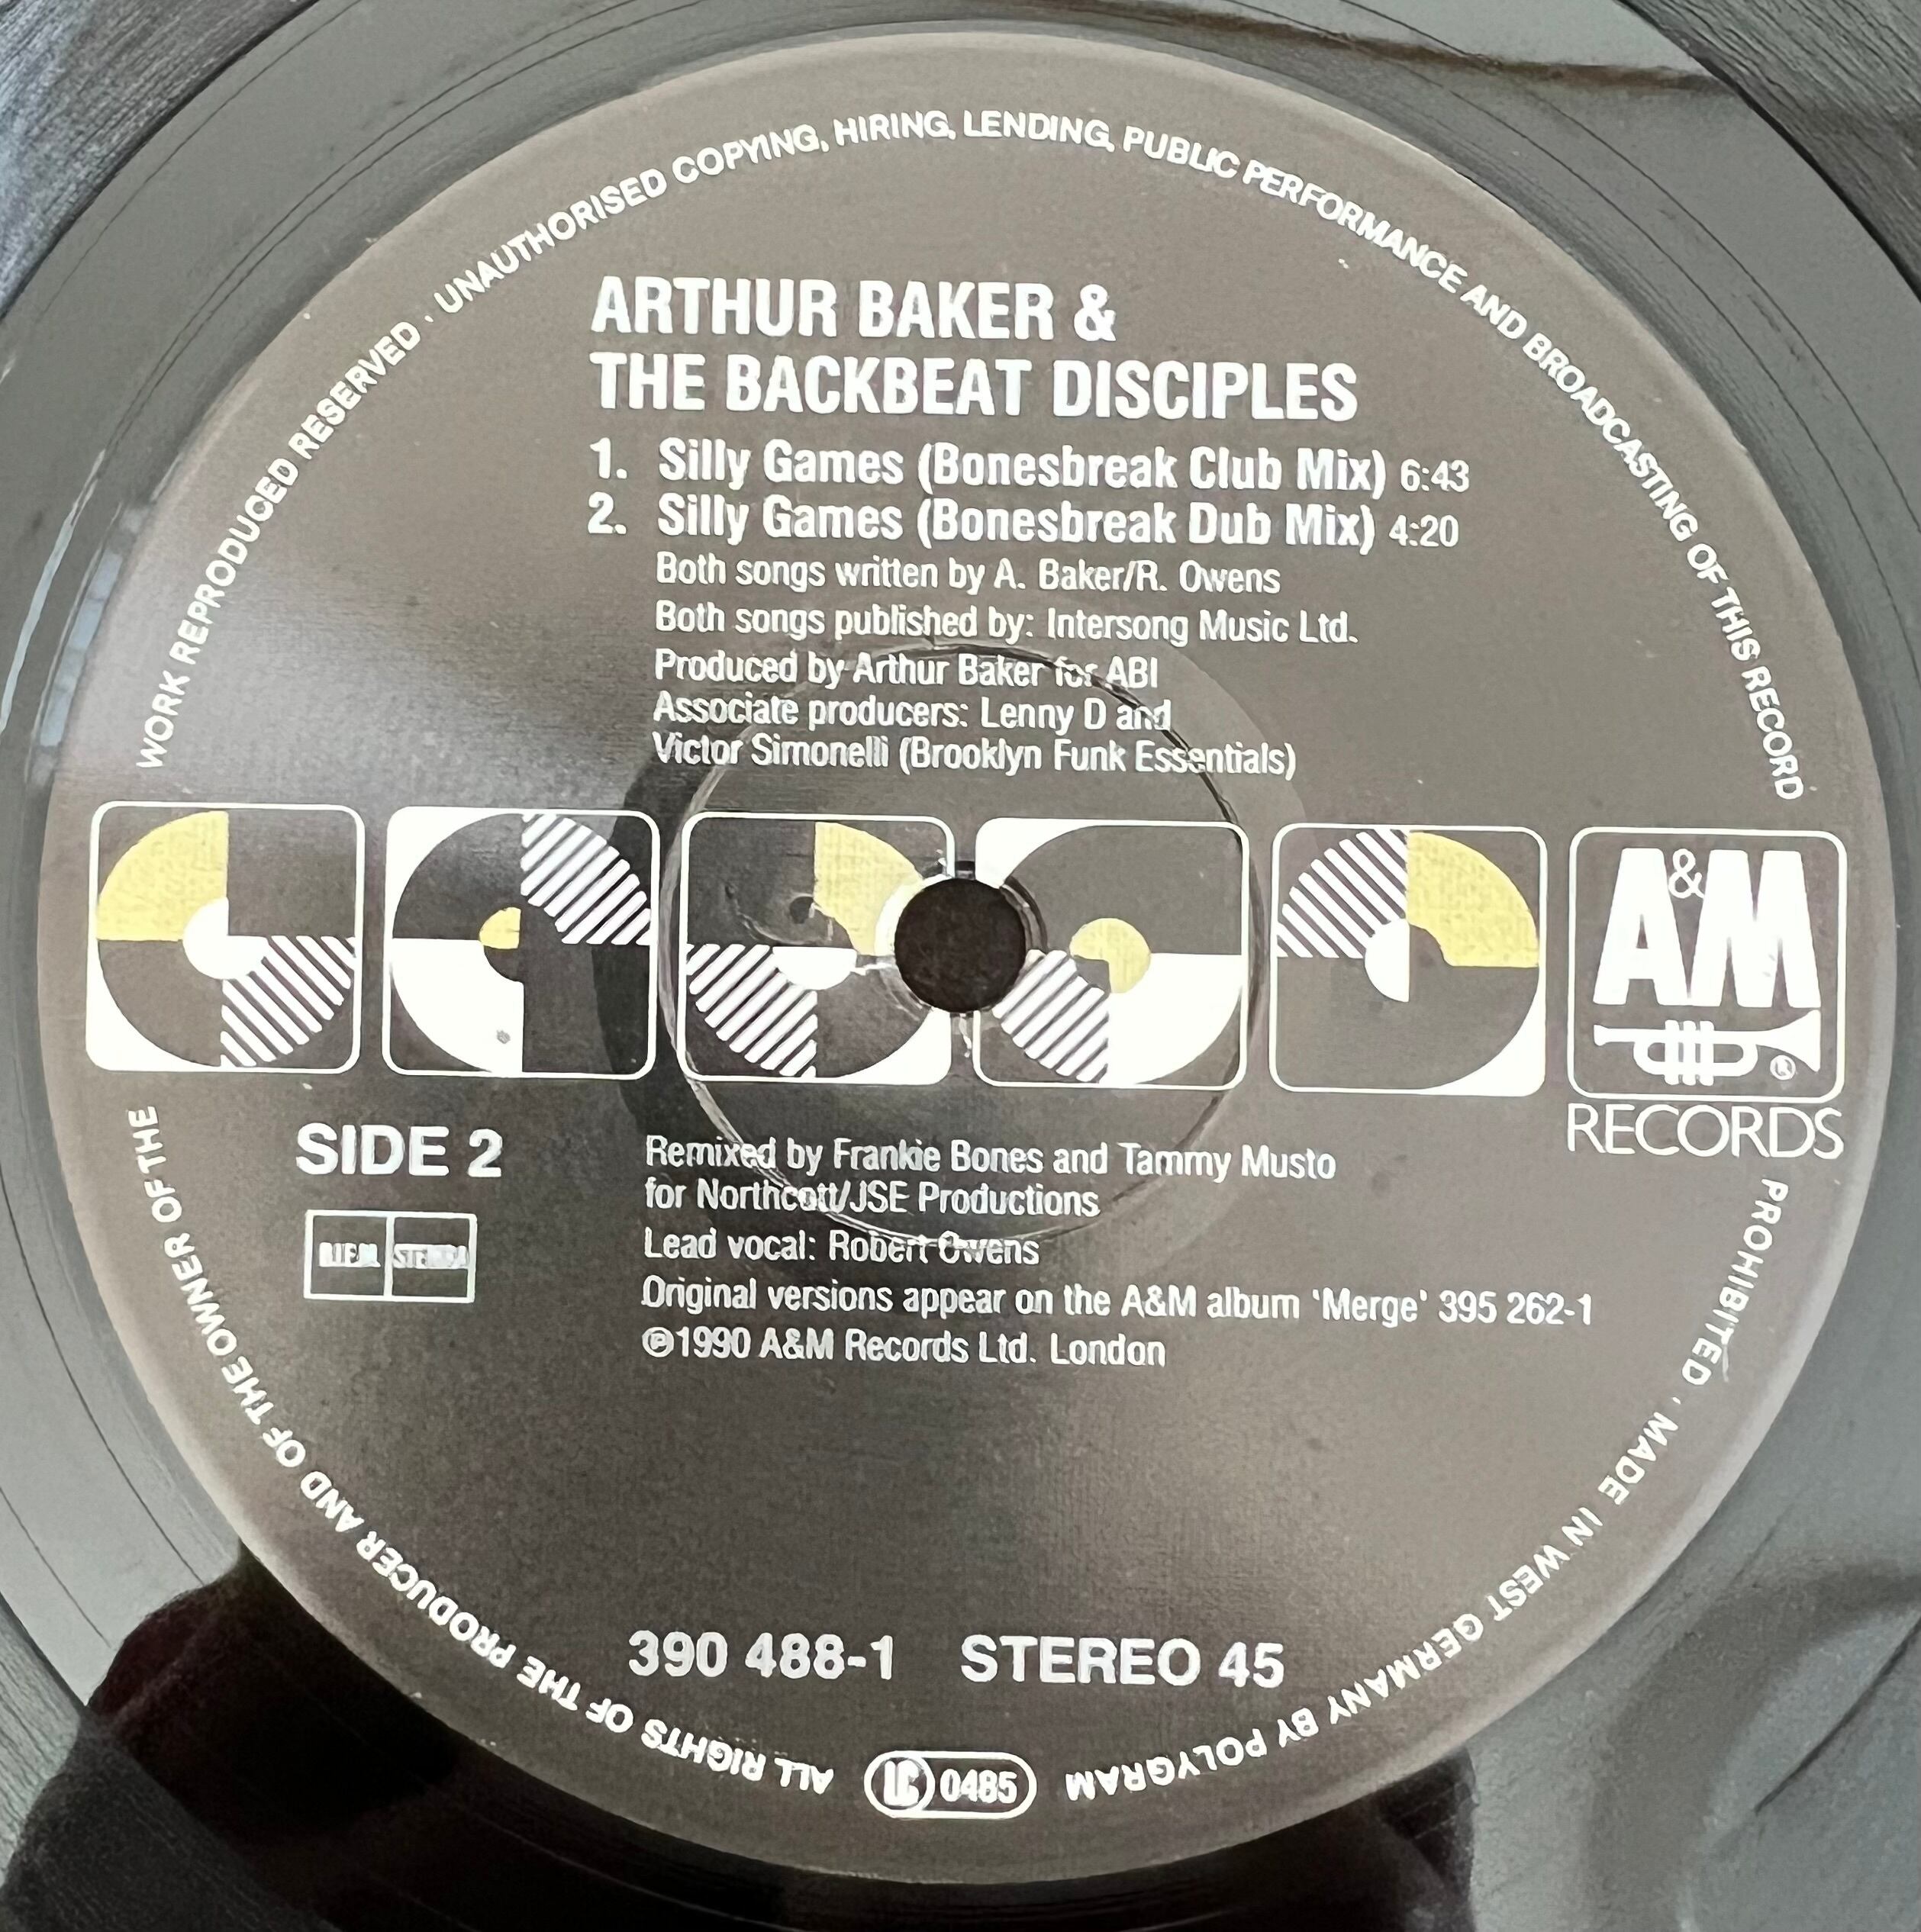 ARTHUR BAKER &
THE BACKBEAT DISCIPLES
1. Silly Games (Bonesbreak Club Mix) 6:43
2. Silly Games (Bonesbreak Dub Mix) 4:20
Both songs written by A. Baker/R. Owens
Both songs published by: Intersong Music Ltd.
Produced by Arthur Baker for ABI
Associate producers: Lenny D and
Victor Simonelli (Brooklyn Funk Essentials)
A&M
®
RECORDS
SIDE 2
B.I.E.M. STEMRA
Remixed by Frankie Bones and Tammy Musto
for Northcott/JSE Productions
Lead vocal: Robert Owens
Original versions appear on the A&M album ‘Merge’ 395 262-1
℗1990 A&M Records Ltd. London
390 488-1 STEREO 45
LC 0485
ALL RIGHTS OF THE PRODUCER AND OF THE OWNER OF THE WORK REPRODUCED RESERVED . UNAUTHORISED COPYING, HIRING, LENDING, PUBLIC PERFORMANCE AND BROADCASTING OF THIS RECORD PROHIBITED . MADE IN WEST GERMANY BY POLYGRAM